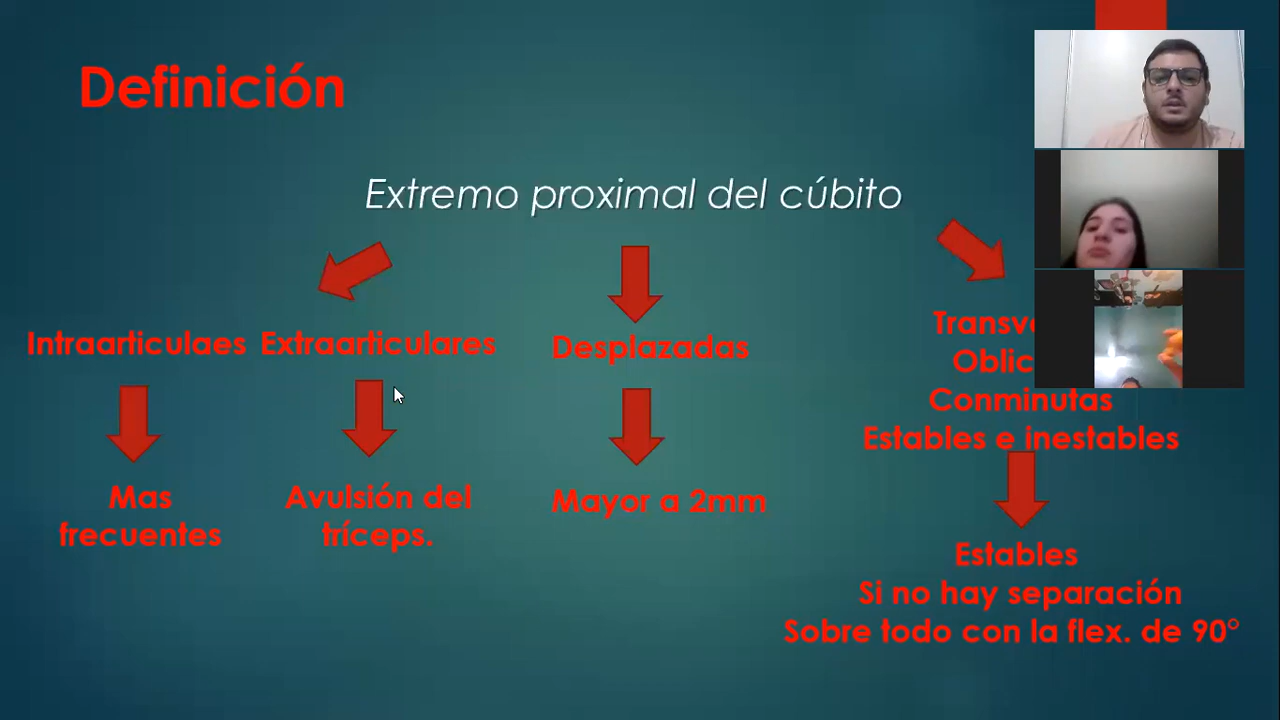 Definición
Extremo proximal del cúbito
Intraarticulaes
Extraarticulares
Desplazadas
Conminutas
Estables e inestables
Mas
frecuentes
Avulsión del
tríceps.
Mayor a 2mm
Estables
Si no hay separación
Sobre todo con la flex. de 90°